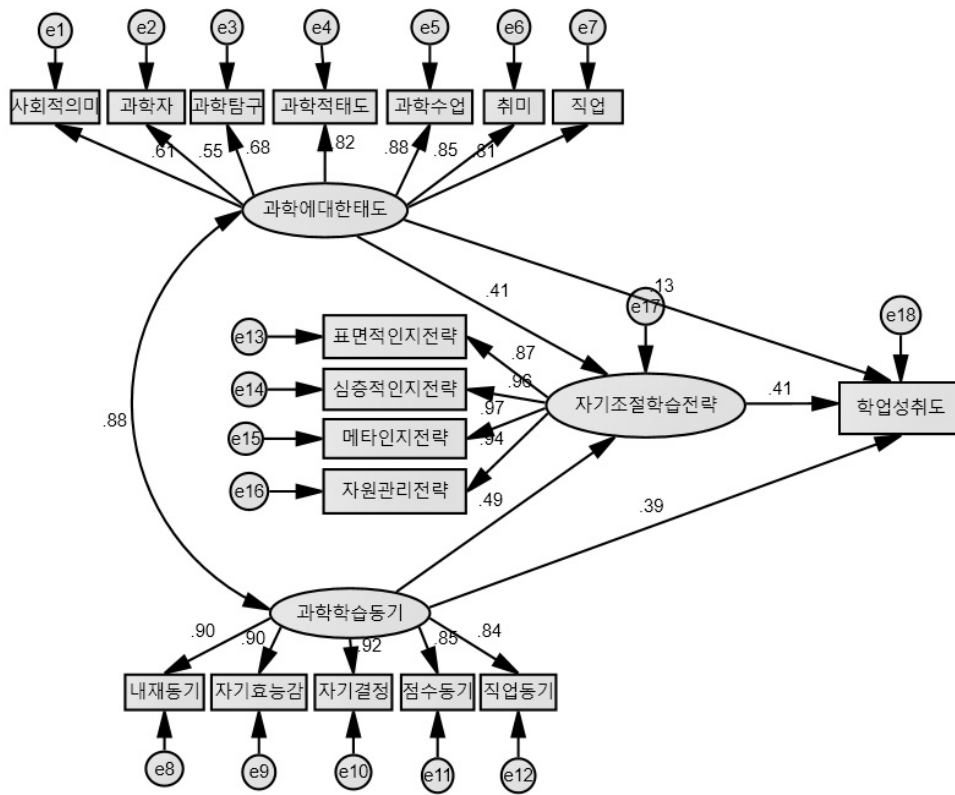 e1 e2 e3 e4 e5 e6 e7
사회적의미 과학자 과학탐구 과학적태도 과학수업 취미 직업
.61 .55 .68 .82 .88 .85 .81
과학에대한태도
.41 .13
e17 e18
e13 표면적인지전략 .87
e14 심층적인지전략 .96
자기조절학습전략 .41 학업성취도
.88 .97
e15 메타인지전략 .94
e16 자원관리전략
.49 .39
과학학습동기
.90 .90 .92 .85 .84
내재동기 자기효능감 자기결정 점수동기 직업동기
e8 e9 e10 e11 e12